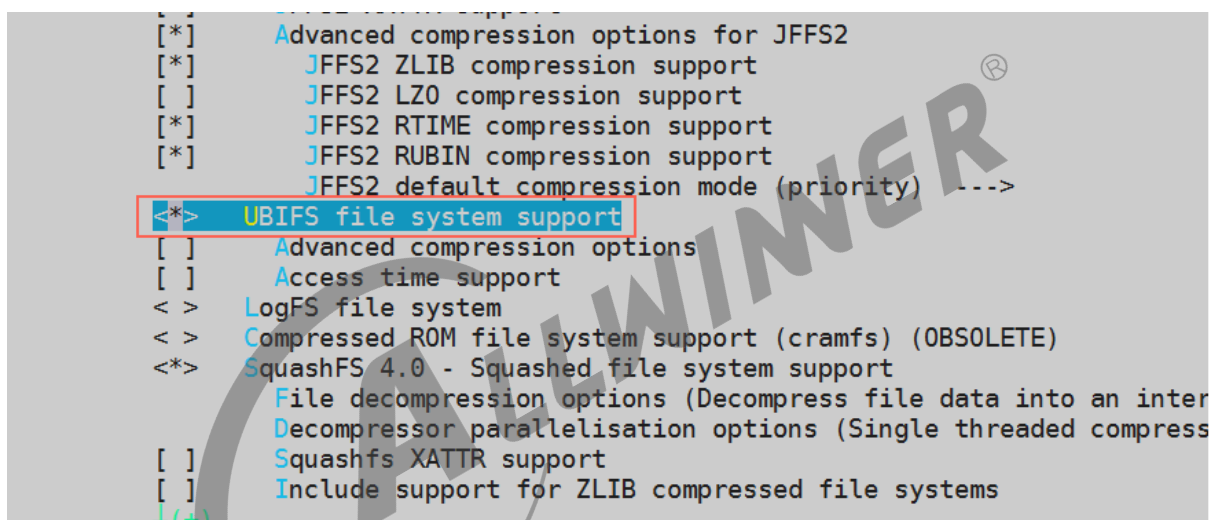 [*] Advanced compression options for JFFS2
[*] JFFS2 ZLIB compression support
[ ] JFFS2 LZO compression support
[*] JFFS2 RTIME compression support
[*] JFFS2 RUBIN compression support
JFFS2 default compression mode (priority) --->
<*> UBIFS file system support
[ ] Advanced compression options
[ ] Access time support
< > LogFS file system
< > Compressed ROM file system support (cramfs) (OBSOLETE)
<*> SquashFS 4.0 - Squashed file system support
File decompression options (Decompress file data into an inter
Decompressor parallelisation options (Single threaded compress
[ ] Squashfs XATTR support
[ ] Include support for ZLIB compressed file systems
(+)
ALLWINNER®